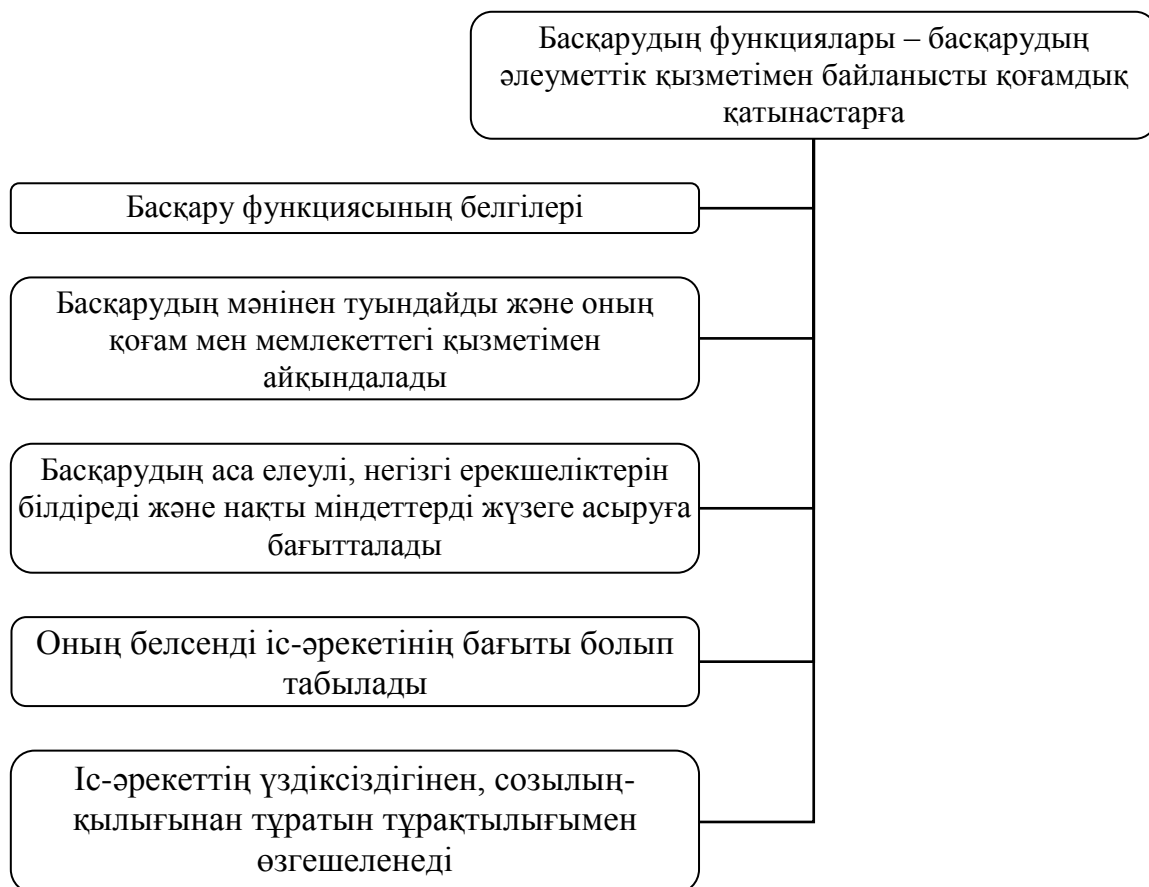 Басқарудың функциялары – басқарудың
әлеуметтік қызметімен байланысты қоғамдық
қатынастарға
Басқару функциясының белгілері
Басқарудың мәнінен туындайды және оның
қоғам мен мемлекеттегі қызметімен
айқындалады
Басқарудың аса елеулі, негізгі ерекшеліктерін
білдіреді және нақты міндеттерді жүзеге асыруға
бағытталады
Оның белсенді іс-әрекетінің бағыты болып
табылады
Іс-әрекеттің үздіксіздігінен, созылың-
қылығынан тұратын тұрақтылығымен
өзгешеленеді